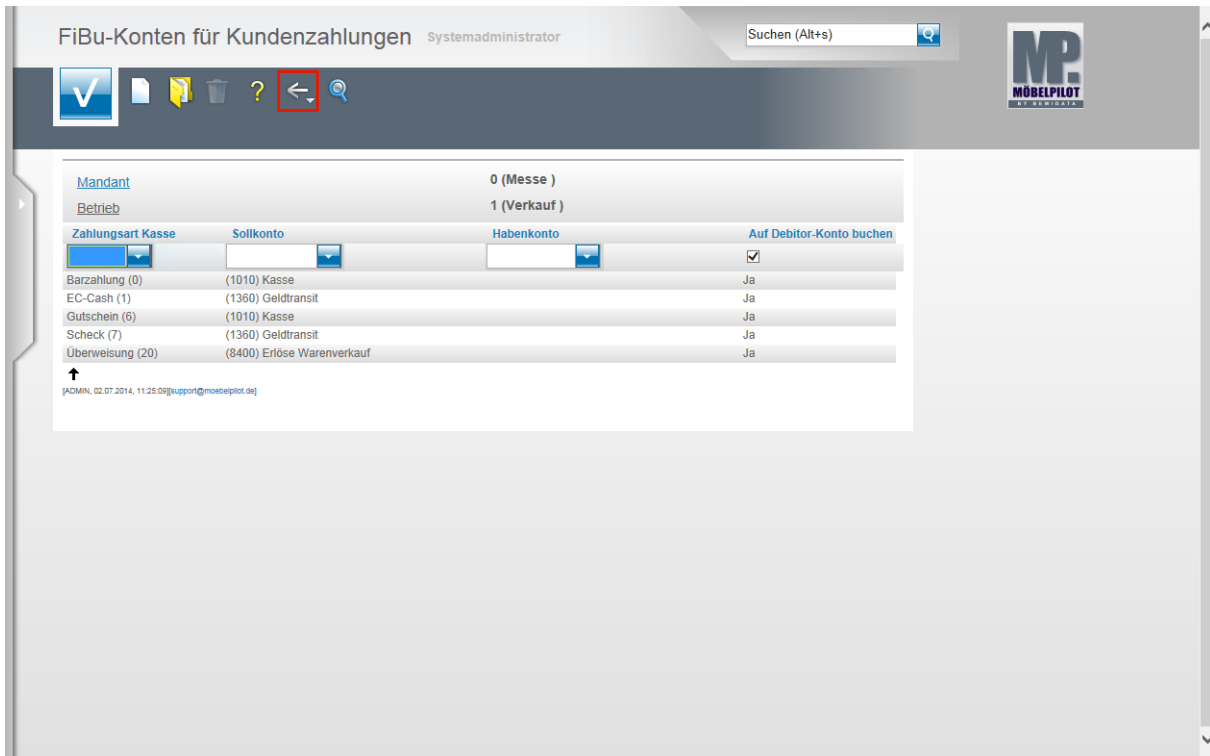 FiBu-Konten für Kundenzahlungen Systemadministrator Suchen (Alt+s)
MP.
MÖBELPILOT
BY BEWIDATA
Mandant 0 (Messe )
Betrieb 1 (Verkauf )
Zahlungsart Kasse Sollkonto Habenkonto Auf Debitor-Konto buchen
Barzahlung (0) (1010) Kasse Ja
EC-Cash (1) (1360) Geldtransit Ja
Gutschein (6) (1010) Kasse Ja
Scheck (7) (1360) Geldtransit Ja
Überweisung (20) (8400) Erlöse Warenverkauf Ja
[ADMIN, 02.07.2014, 11:25:09][support@moebelpilot.de]